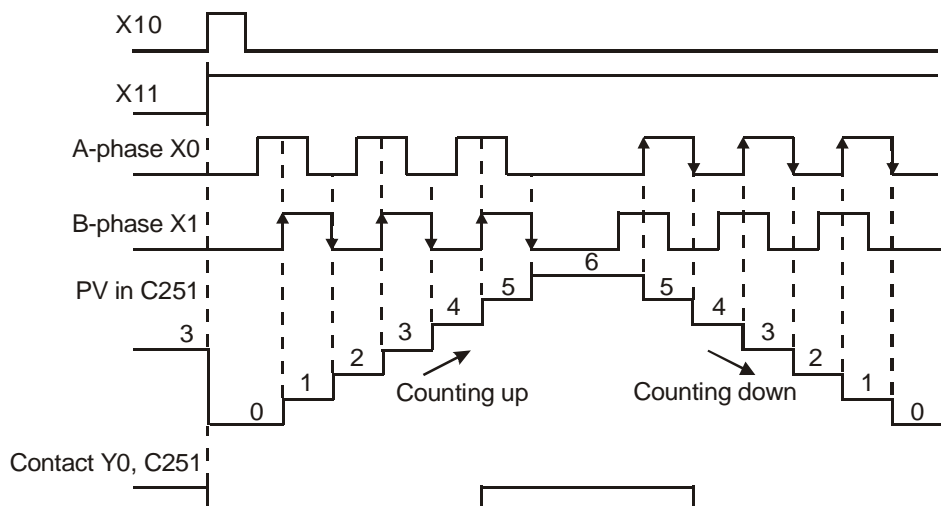 X10
X11
A-phase X0
B-phase X1
PV in C251
3
0
1
2
3
4
5
6
5
4
3
2
1
0
Counting up
Counting down
Contact Y0, C251